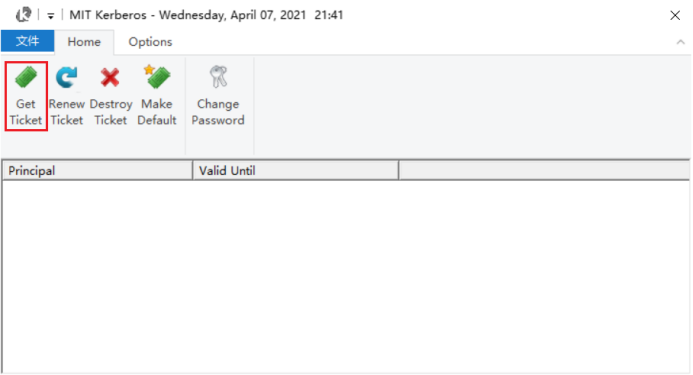 MIT Kerberos - Wednesday, April 07, 2021 21:41
文件 Home Options
Get Renew Destroy Make Change
Ticket Ticket Ticket Default Password
Principal Valid Until